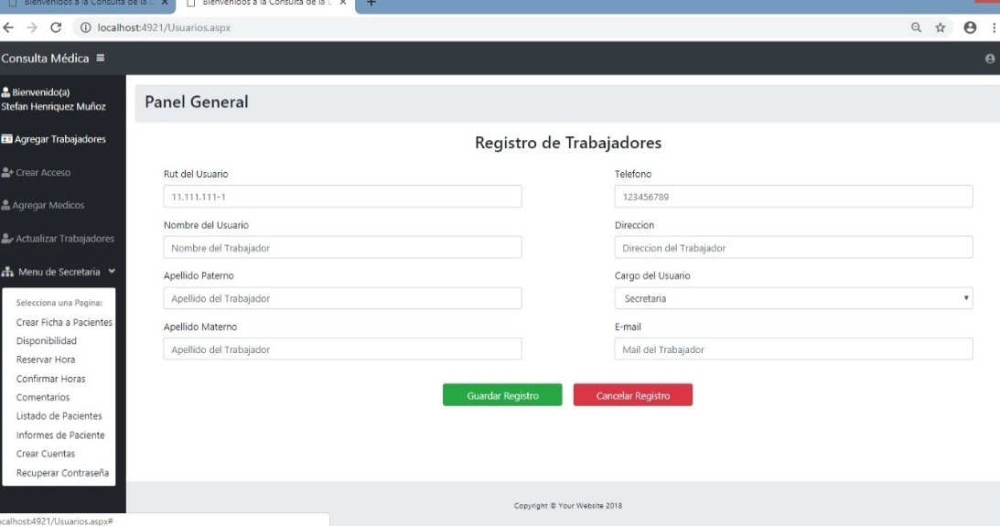 Bienvenidos a la Consulta de la
Bienvenidos a la Consulta de la
localhost:4921/Usuarios.aspx
Consulta Médica
Bienvenido(a)
Stefan Henriquez Muñoz
Agregar Trabajadores
Crear Acceso
Agregar Medicos
Actualizar Trabajadores
Menu de Secretaria
Selecciona una Pagina:
Crear Ficha a Pacientes
Disponibilidad
Reservar Hora
Confirmar Horas
Comentarios
Listado de Pacientes
Informes de Paciente
Crear Cuentas
Recuperar Contraseña
Panel General
Registro de Trabajadores
Rut del Usuario
11.111.111-1
Nombre del Usuario
Nombre del Trabajador
Apellido Paterno
Apellido del Trabajador
Apellido Materno
Apellido del Trabajador
Telefono
123456789
Direccion
Direccion del Trabajador
Cargo del Usuario
Secretaria
E-mail
Mail del Trabajador
Guardar Registro
Cancelar Registro
Copyright © Your Website 2018
ocalhost:4921/Usuarios.aspx#